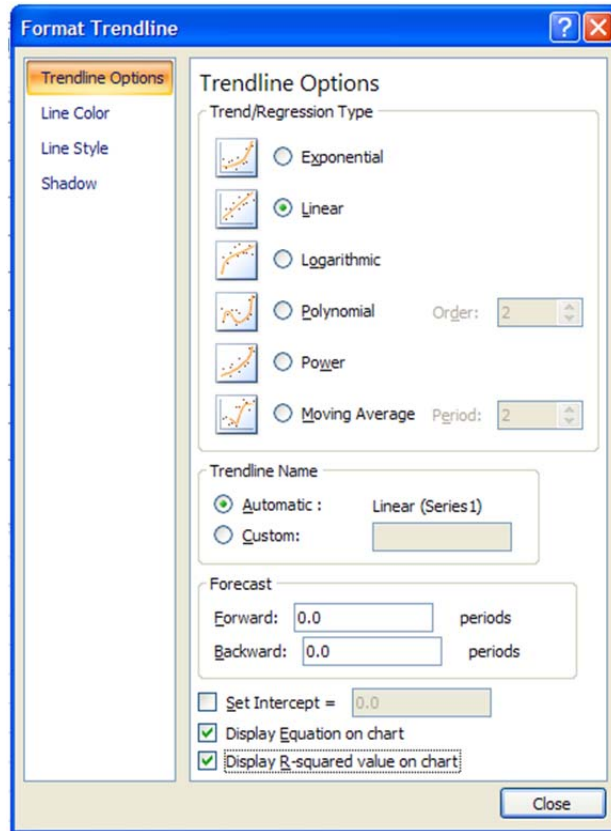 Format Trendline
Trendline Options
Line Color
Line Style
Shadow
Trendline Options
Trend/Regression Type
Exponential
Linear
Logarithmic
Polynomial Order: 2
Power
Moving Average Period: 2
Trendline Name
Automatic : Linear (Series1)
Custom:
Forecast
Forward: 0.0 periods
Backward: 0.0 periods
Set Intercept = 0.0
Display Equation on chart
Display R-squared value on chart
Close